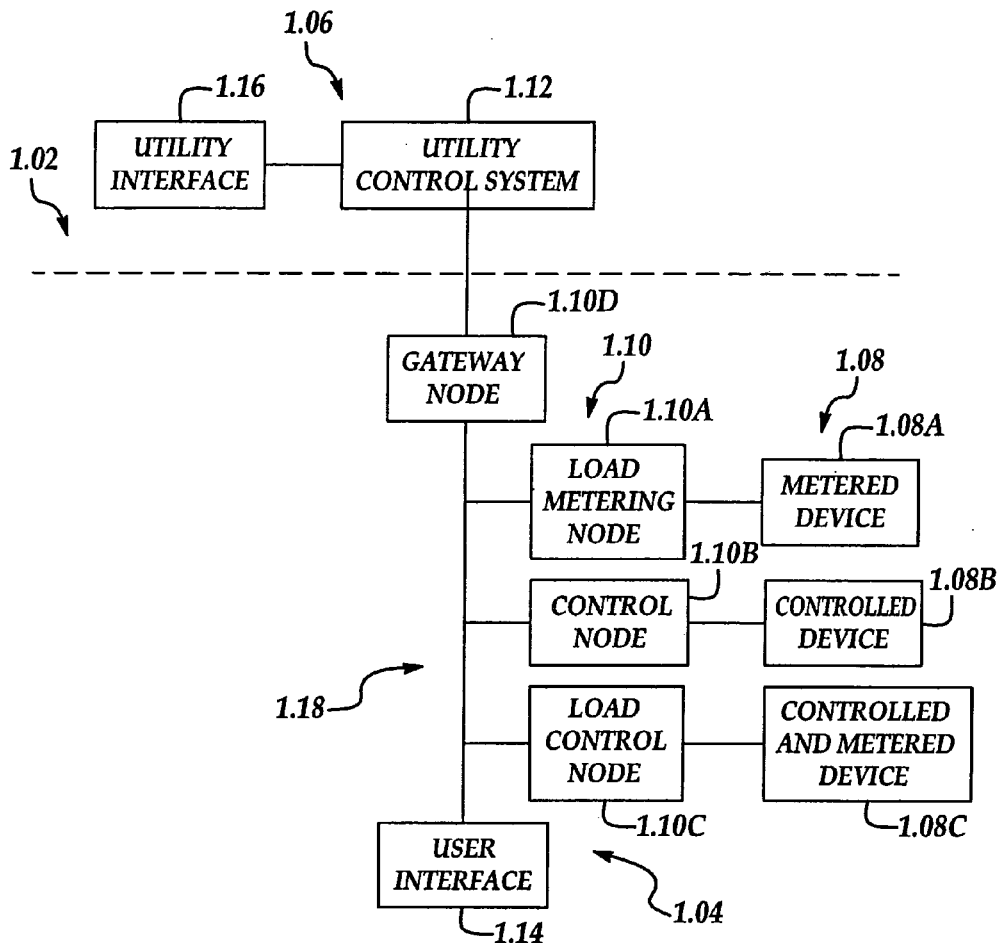 1.06
1.16
1.12
UTILITY
INTERFACE
UTILITY
CONTROL SYSTEM
1.02
1.10D
GATEWAY
NODE
1.10
1.08
1.10A
1.08A
LOAD
METERING
NODE
METERED
DEVICE
1.10B
1.08B
CONTROL
NODE
CONTROLLED
DEVICE
1.18
LOAD
CONTROL
NODE
CONTROLLED
AND METERED
DEVICE
1.10C
1.08C
USER
INTERFACE
1.04
1.14